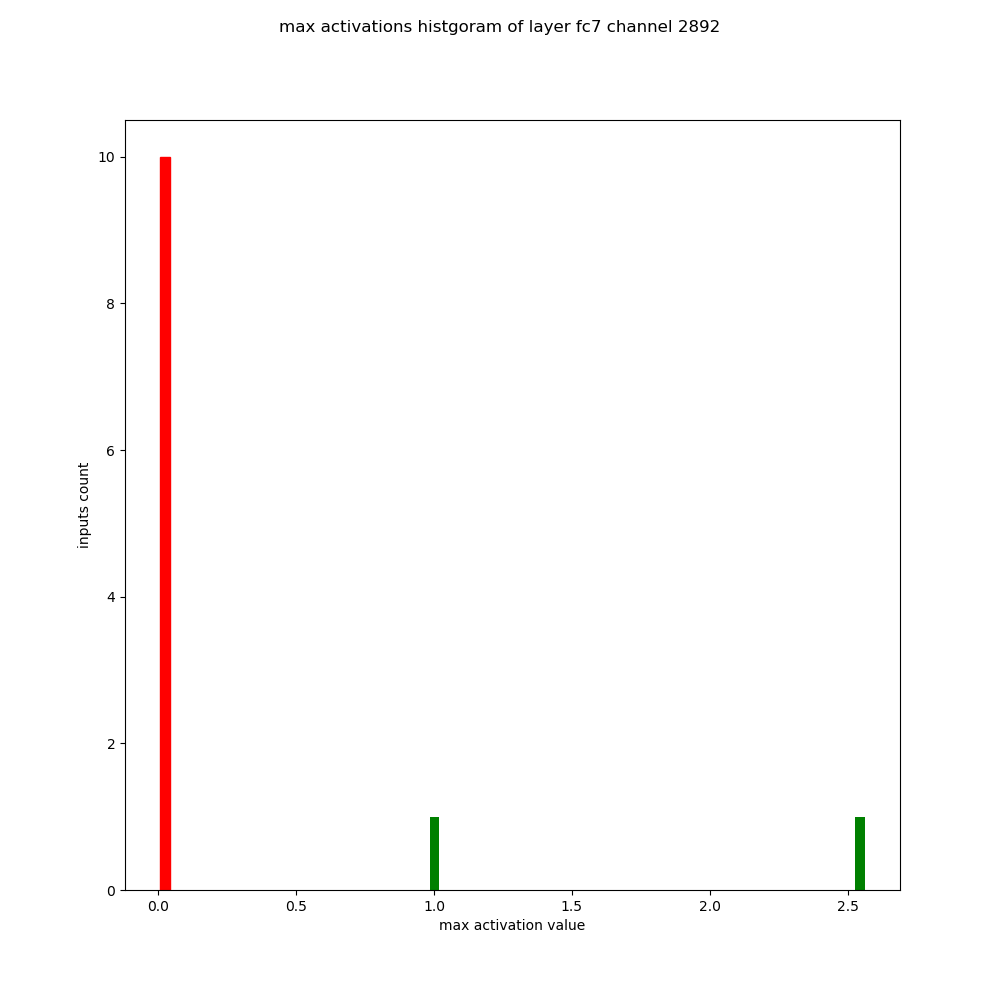 max activations histgoram of layer fc7 channel 2892
10
8
6
4
2
0
inputs count
0.0 0.5 1.0 1.5 2.0 2.5
max activation value